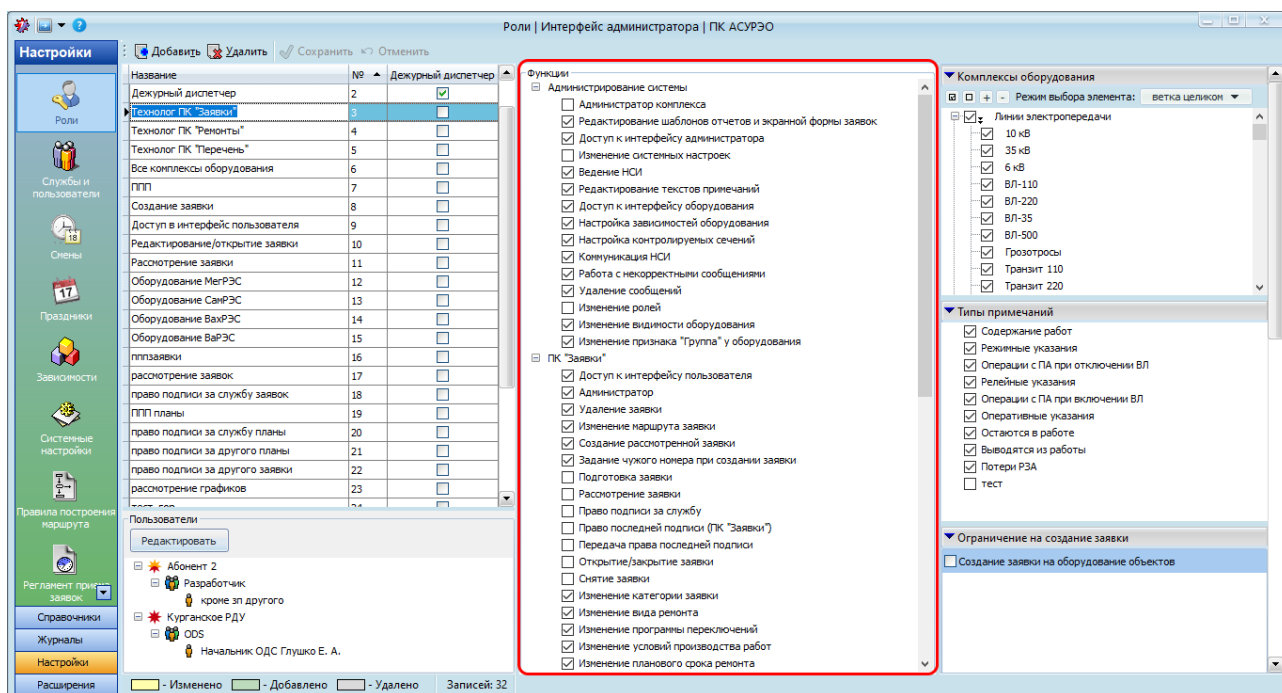 Роли | Интерфейс администратора | ПК АСУРЭО
Настройки
Добавить Удалить Сохранить Отменить
Роли
Службы и
пользователи
18
Смены
17
Праздники
Зависимости
Системные
настройки
Правила построения
маршрута
Регламент приема
заявок
Справочники
Журналы
Настройки
Расширения
Название № Дежурный диспетчер
Дежурный диспетчер 2
Технолог ПК "Заявки" 3
Технолог ПК "Ремонты" 4
Технолог ПК "Перечень" 5
Все комплексы оборудования 6
ППП 7
Создание заявки 8
Доступ в интерфейс пользователя 9
Редактирование/открытие заявки 10
Рассмотрение заявки 11
Оборудование МегРЭС 12
Оборудование СамРЭС 13
Оборудование ВахРЭС 14
Оборудование ВаРЭС 15
пппзаявки 16
рассмотрение заявок 17
право подписи за службу заявок 18
ППП планы 19
право подписи за службу планы 20
право подписи за другого планы 21
право подписи за другого заявки 22
рассмотрение графиков 23
Пользователи
Редактировать
Абонент 2
Разработчик
кроме зп другого
Курганское РДУ
ODS
Начальник ОДС Глушко Е. А.
- Изменено - Добавлено - Удалено Записей: 32
Функции
Администрирование системы
Администратор комплекса
Редактирование шаблонов отчетов и экранной формы заявок
Доступ к интерфейсу администратора
Изменение системных настроек
Ведение НСИ
Редактирование текстов примечаний
Доступ к интерфейсу оборудования
Настройка зависимостей оборудования
Настройка контролируемых сечений
Коммуникация НСИ
Работа с некорректными сообщениями
Удаление сообщений
Изменение ролей
Изменение видимости оборудования
Изменение признака "Группа" у оборудования
ПК "Заявки"
Доступ к интерфейсу пользователя
Администратор
Удаление заявки
Изменение маршрута заявки
Создание рассмотренной заявки
Задание чужого номера при создании заявки
Подготовка заявки
Рассмотрение заявки
Право подписи за службу
Право последней подписи (ПК "Заявки")
Передача права последней подписи
Открытие/закрытие заявки
Снятие заявки
Изменение категории заявки
Изменение вида ремонта
Изменение программы переключений
Изменение условий производства работ
Изменение планового срока ремонта
Комплексы оборудования
Режим выбора элемента: ветка целиком
Линии электропередачи
10 кВ
35 кВ
6 кВ
ВЛ-110
ВЛ-220
ВЛ-35
ВЛ-500
Грозотросы
Транзит 110
Транзит 220
Типы примечаний
Содержание работ
Режимные указания
Операции с ПА при отключении ВЛ
Релейные указания
Операции с ПА при включении ВЛ
Оперативные указания
Остаются в работе
Выводятся из работы
Потери РЗА
тест
Ограничение на создание заявки
Создание заявки на оборудование объектов